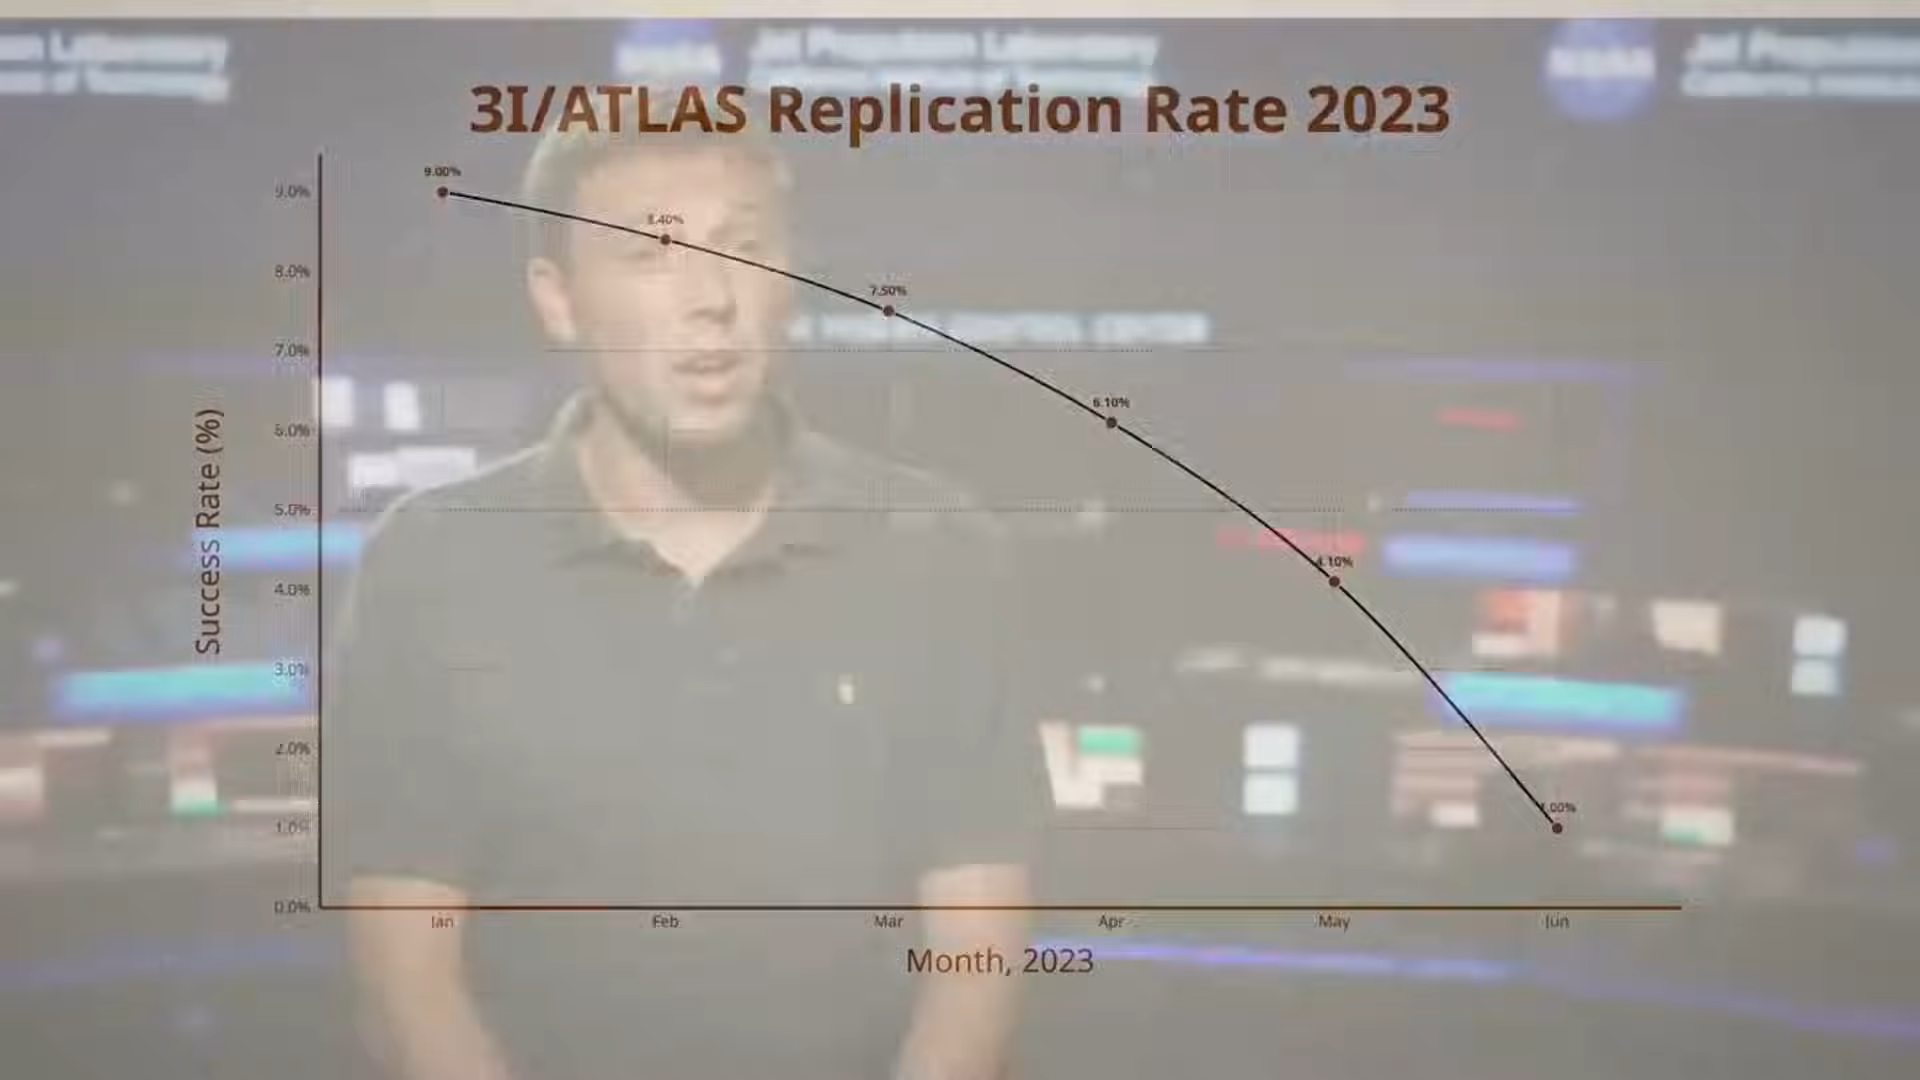 en Laboratory
Jet Propulsion Laboratory
Jet Propulsion
NASA
NASA
3I/ATLAS Replication Rate 2023
9.00%
9.0%
8.40%
8.0%
7.50%
7.0%
6.10%
6.0%
5.0%
4.10%
4.0%
3.0%
2.0%
1.00%
1.0%
0.0%
Success Rate (%)
Jan Feb Mar Apr May Jun
Month, 2023